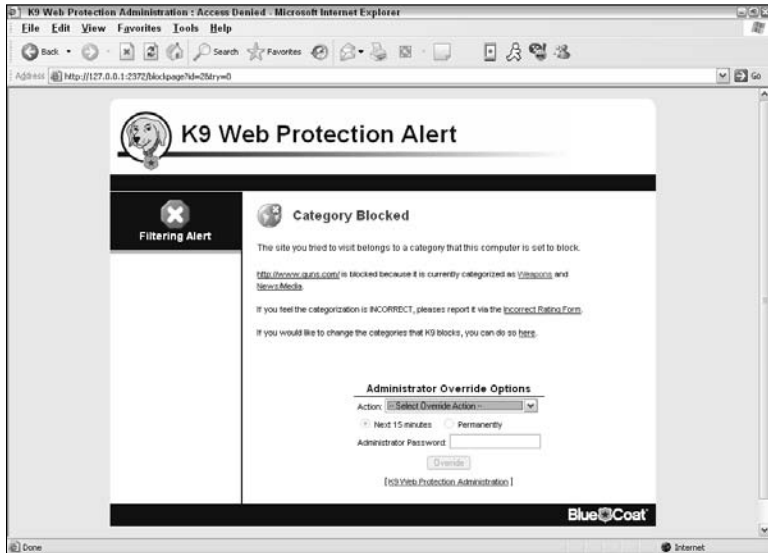 K9 Web Protection Administration : Access Denied - Microsoft Internet Explorer
File Edit View Favorites Tools Help
Back Search Favorites
Address http://127.0.0.1:2372/blockpage?id=2&try=0 Go
K9 Web Protection Alert
Filtering Alert
Category Blocked
The site you tried to visit belongs to a category that this computer is set to block.
http://www.guns.com/ is blocked because it is currently categorized as Weapons and
News/Media.
If you feel the categorization is INCORRECT, pleases report it via the Incorrect Rating Form.
If you would like to change the categories that K9 blocks, you can do so here.
Administrator Override Options
Action: -- Select Override Action --
Next 15 minutes Permanently
Administrator Password:
Override
[ K9 Web Protection Administration ]
Blue Coat
Done Internet